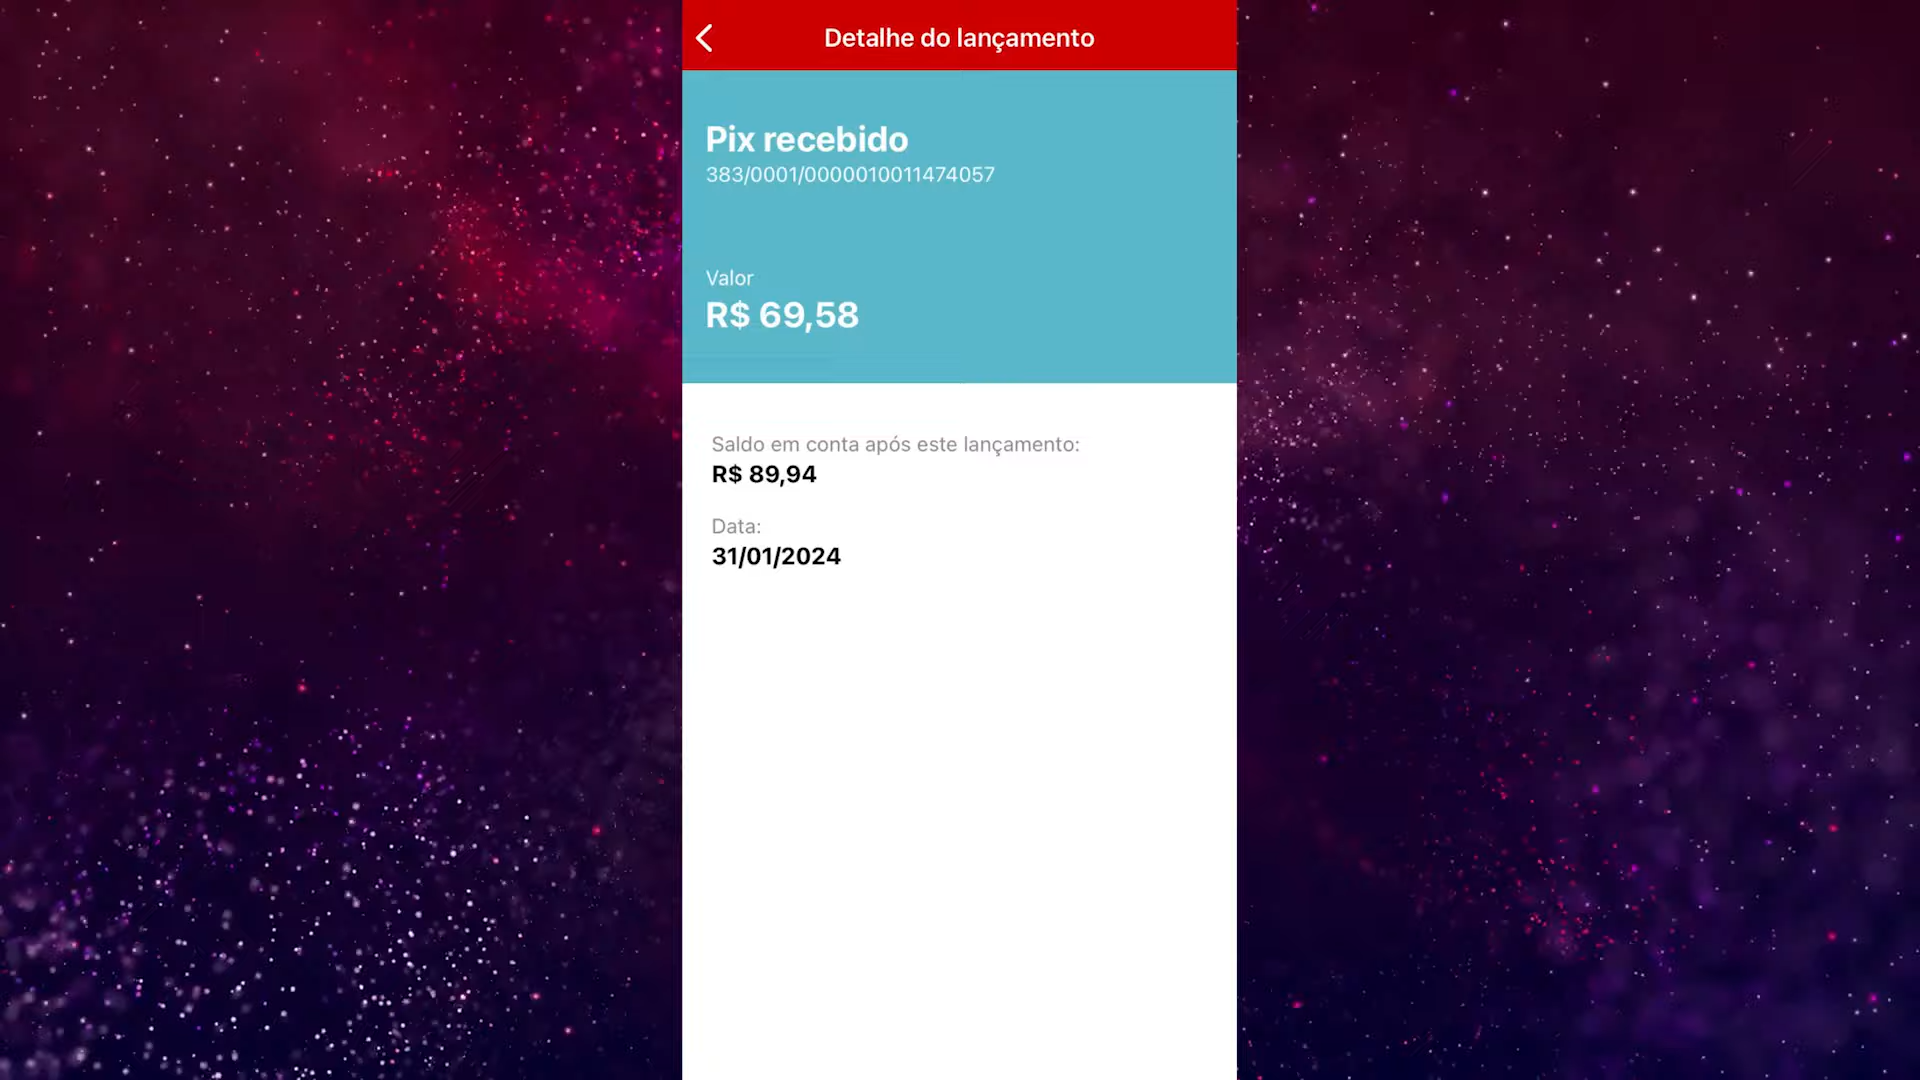 Detalhe do lançamento
Pix recebido
383/0001/0000010011474057
Valor
R$ 69,58
Saldo em conta após este lançamento:
R$ 89,94
Data:
31/01/2024